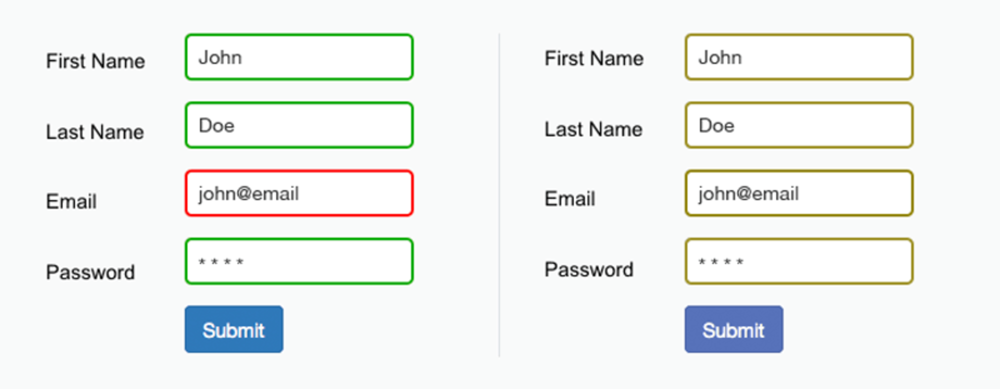 First Name John
Last Name Doe
Email john@email
Password * * * *
Submit
First Name John
Last Name Doe
Email john@email
Password * * * *
Submit